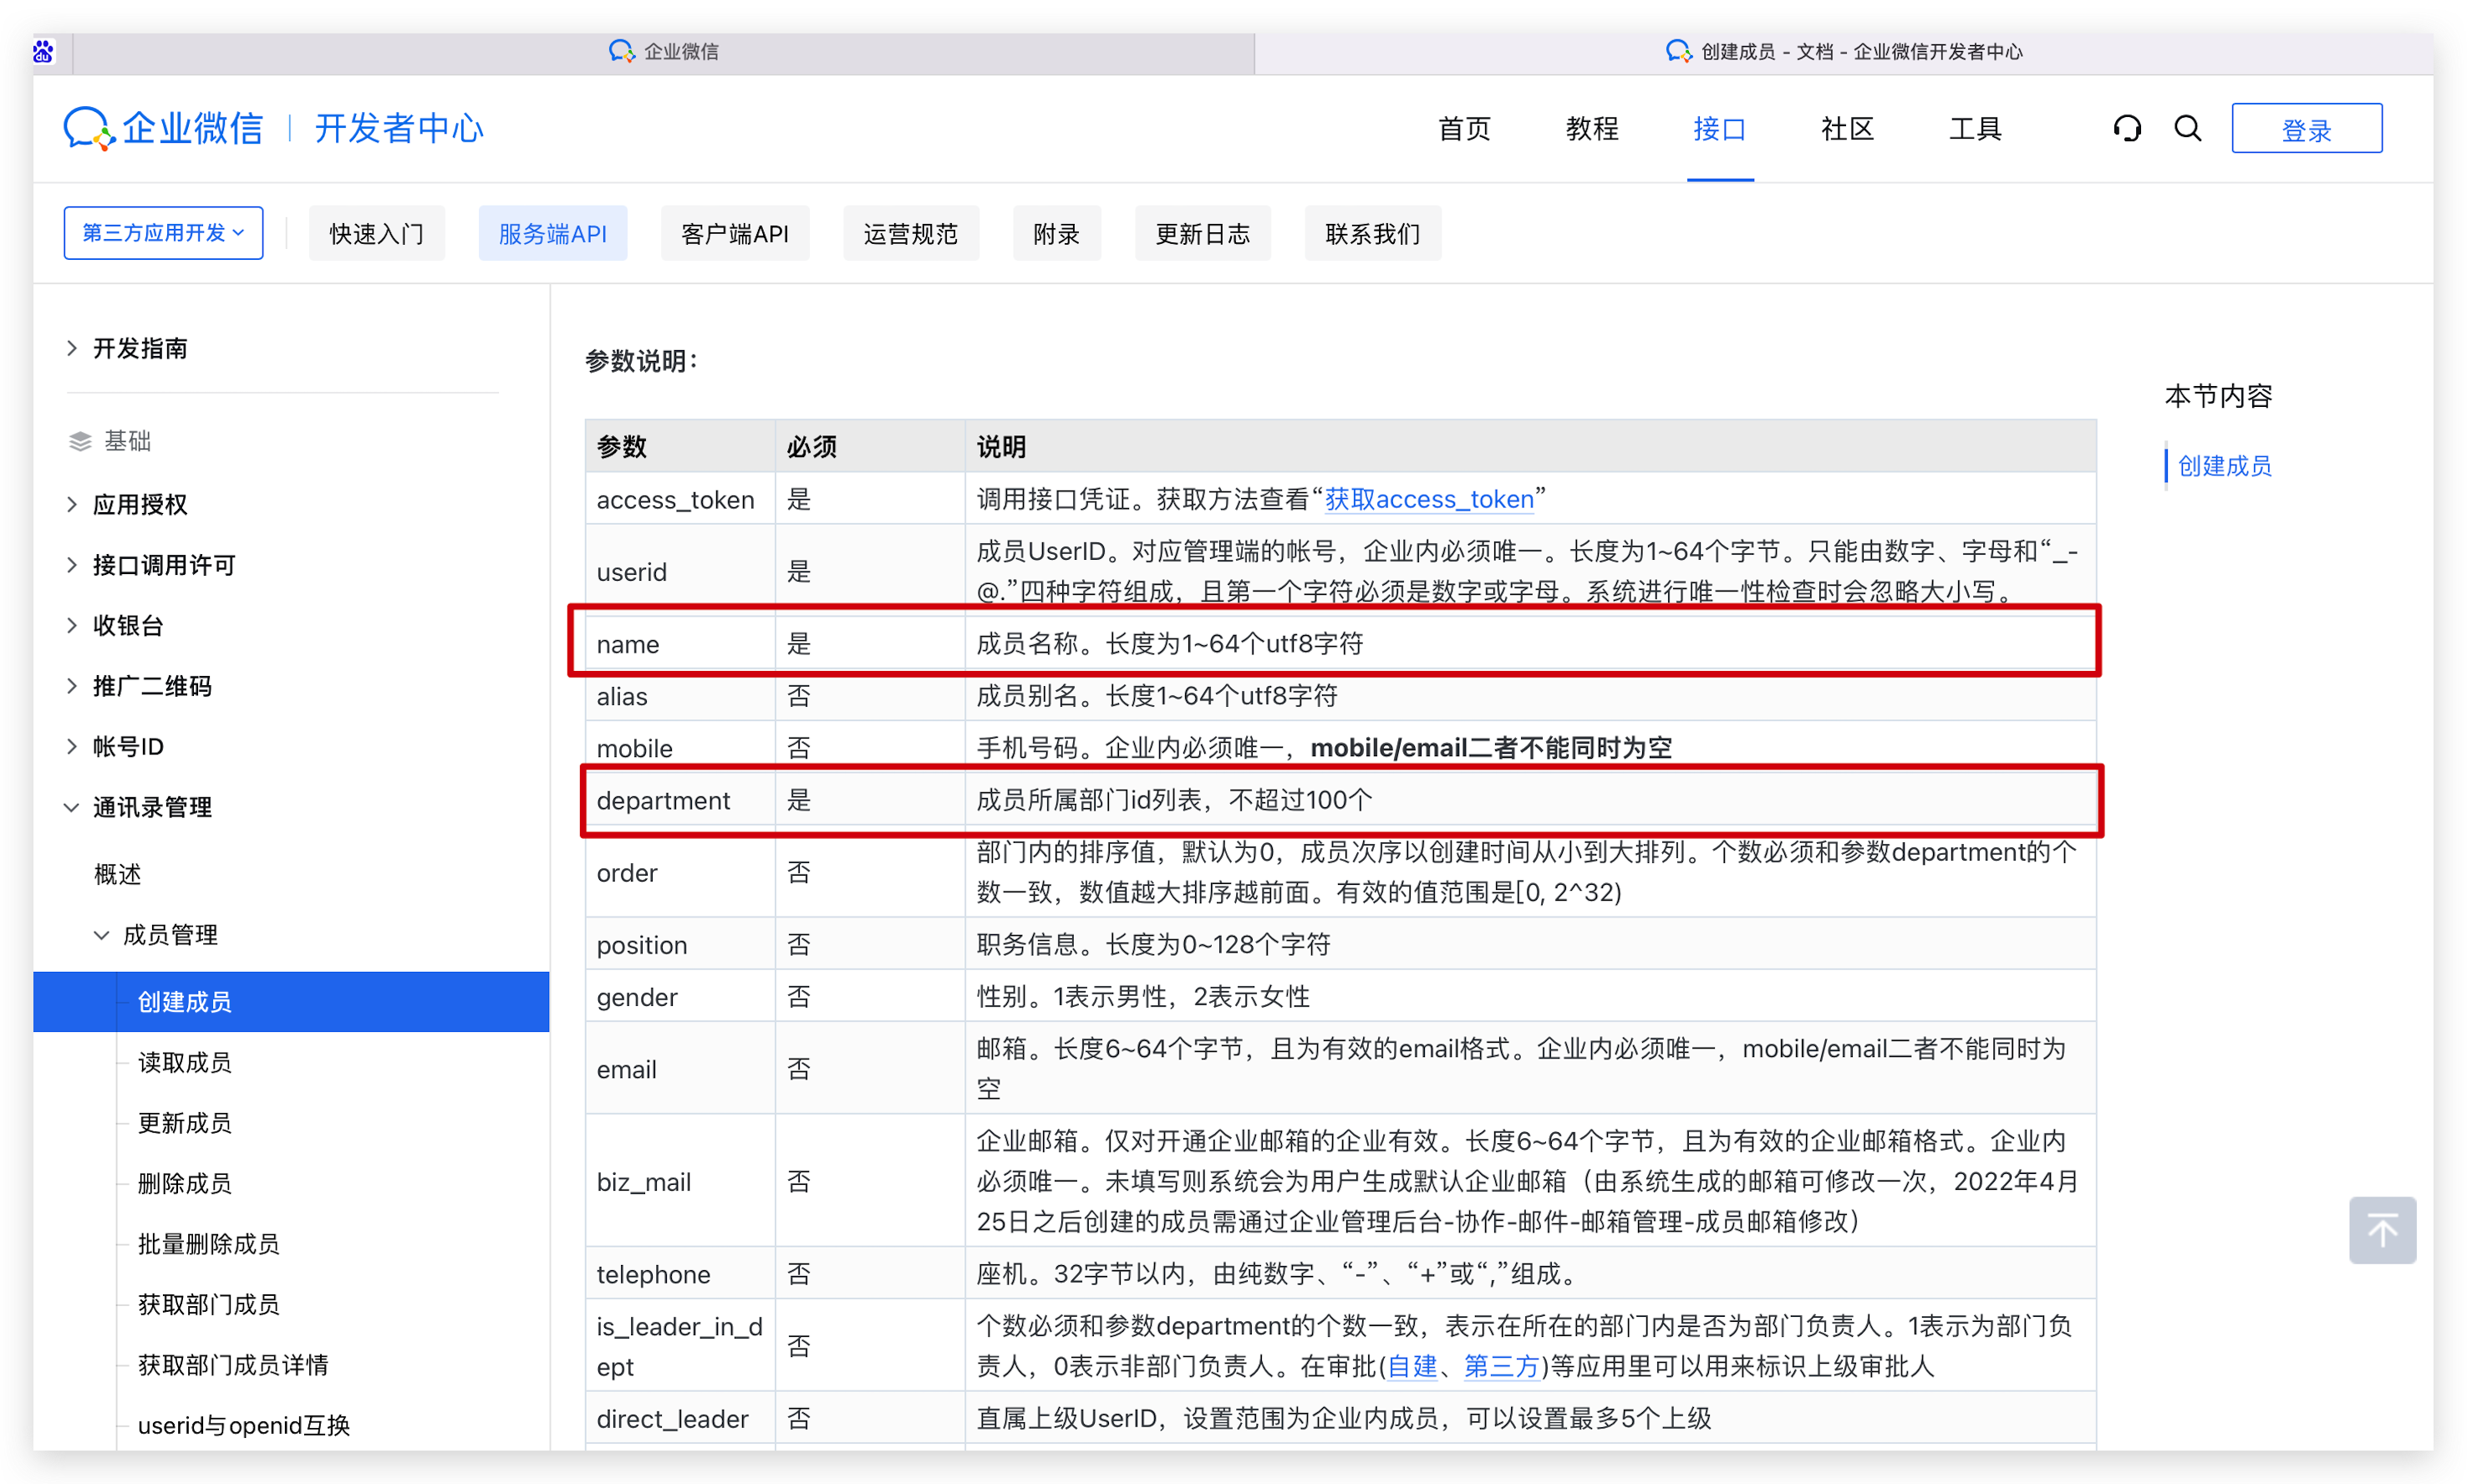 du
企业微信
创建成员 - 文档 - 企业微信开发者中心
企业微信 | 开发者中心
首页
教程
接口
社区
工具
登录
第三方应用开发
快速入门
服务端API
客户端API
运营规范
附录
更新日志
联系我们
开发指南
基础
应用授权
接口调用许可
收银台
推广二维码
帐号ID
通讯录管理
概述
成员管理
创建成员
读取成员
更新成员
删除成员
批量删除成员
获取部门成员
获取部门成员详情
userid与openid互换
参数说明：
参数 必须 说明
access_token 是 调用接口凭证。获取方法查看“获取access_token”
userid 是 成员UserID。对应管理端的帐号，企业内必须唯一。长度为1~64个字节。只能由数字、字母和“_-
@.”四种字符组成，且第一个字符必须是数字或字母。系统进行唯一性检查时会忽略大小写。
name 是 成员名称。长度为1~64个utf8字符
alias 否 成员别名。长度1~64个utf8字符
mobile 否 手机号码。企业内必须唯一，mobile/email二者不能同时为空
department 是 成员所属部门id列表，不超过100个
order 否 部门内的排序值，默认为0，成员次序以创建时间从小到大排列。个数必须和参数department的个
数一致，数值越大排序越前面。有效的值范围是[0, 2^32)
position 否 职务信息。长度为0~128个字符
gender 否 性别。1表示男性，2表示女性
email 否 邮箱。长度6~64个字节，且为有效的email格式。企业内必须唯一，mobile/email二者不能同时为
空
biz_mail 否 企业邮箱。仅对开通企业邮箱的企业有效。长度6~64个字节，且为有效的企业邮箱格式。企业内
必须唯一。未填写则系统会为用户生成默认企业邮箱（由系统生成的邮箱可修改一次，2022年4月
25日之后创建的成员需通过企业管理后台-协作-邮件-邮箱管理-成员邮箱修改）
telephone 否 座机。32字节以内，由纯数字、“-”、“+”或“,”组成。
is_leader_in_d
ept 否 个数必须和参数department的个数一致，表示在所在的部门内是否为部门负责人。1表示为部门负
责人，0表示非部门负责人。在审批(自建、第三方)等应用里可以用来标识上级审批人
direct_leader 否 直属上级UserID，设置范围为企业内成员，可以设置最多5个上级
本节内容
创建成员